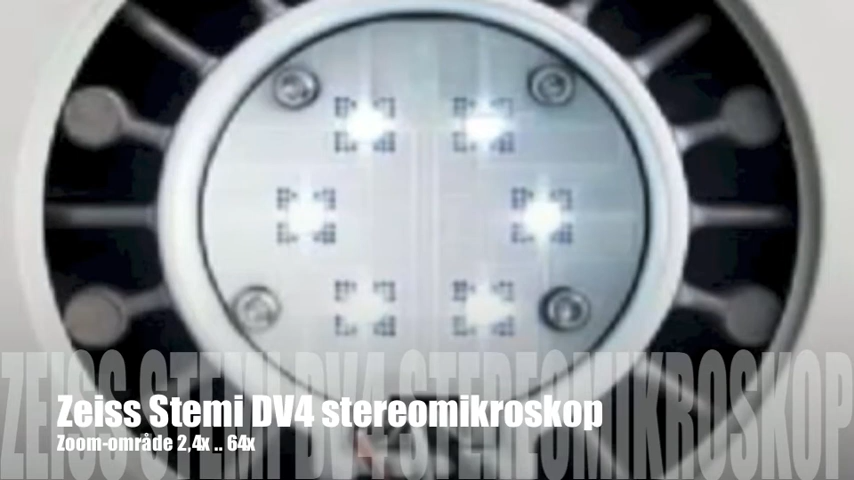 ZEISS STEMI DV4 STEREOMIKROSKOP
Zeiss Stemi DV4 stereomikroskop
Zoom-område 2,4x .. 64x